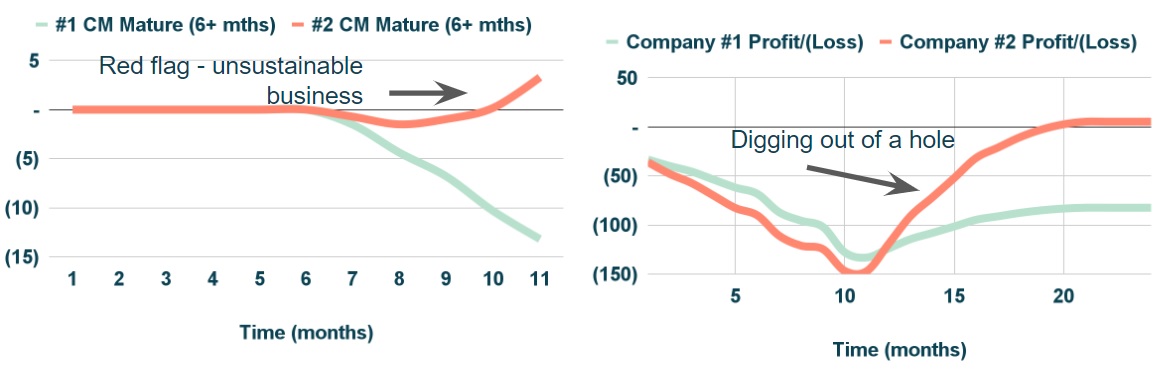 #1 CM Mature (6+ mths) #2 CM Mature (6+ mths)
5
Red flag - unsustainable
business
-
(5)
(10)
(15)
1 2 3 4 5 6 7 8 9 10 11
Time (months)
Company #1 Profit/(Loss) Company #2 Profit/(Loss)
50
-
Digging out of a hole
(50)
(100)
(150)
5 10 15 20
Time (months)